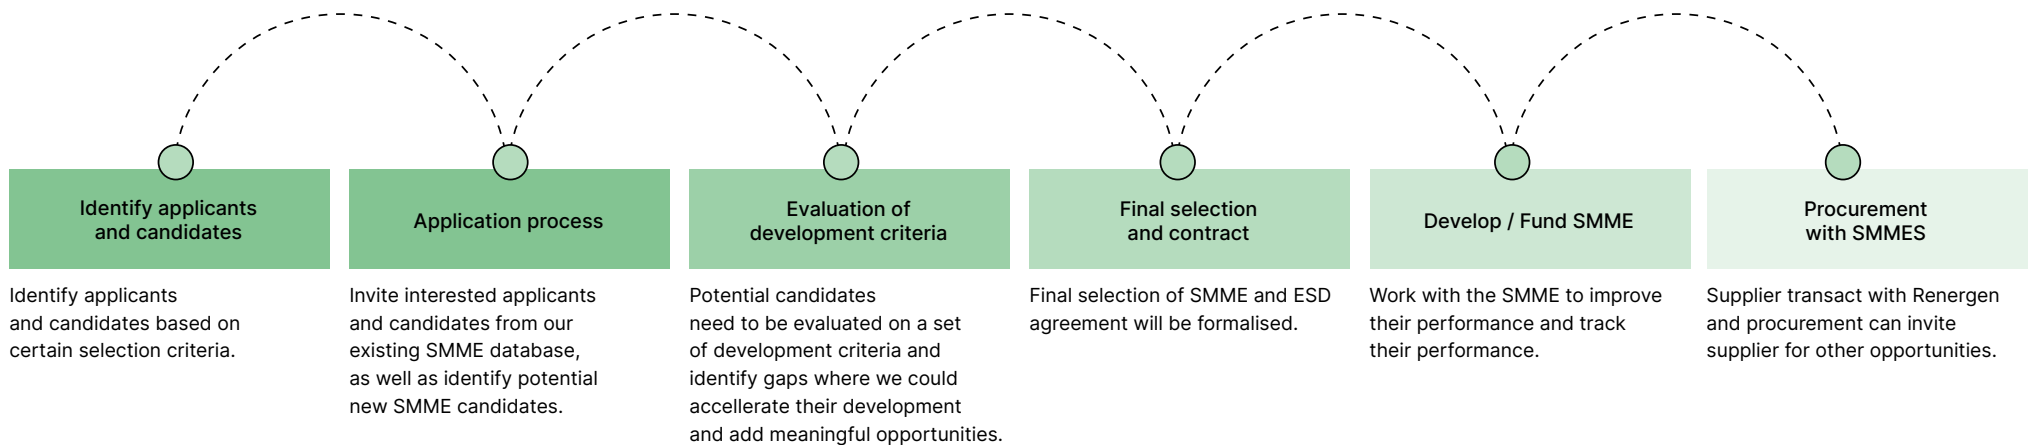 Identify applicants
and candidates
Identify applicants
and candidates based on
certain selection criteria.
Application process
Invite interested applicants
and candidates from our
existing SMME database,
as well as identify potential
new SMME candidates.
Evaluation of
development criteria
Potential candidates
need to be evaluated on a set
of development criteria and
identify gaps where we could
accellerate their development
and add meaningful opportunities.
Final selection
and contract
Final selection of SMME and ESD
agreement will be formalised.
Develop / Fund SMME
Work with the SMME to improve
their performance and track
their performance.
Procurement
with SMMES
Supplier transact with Renergen
and procurement can invite
supplier for other opportunities.